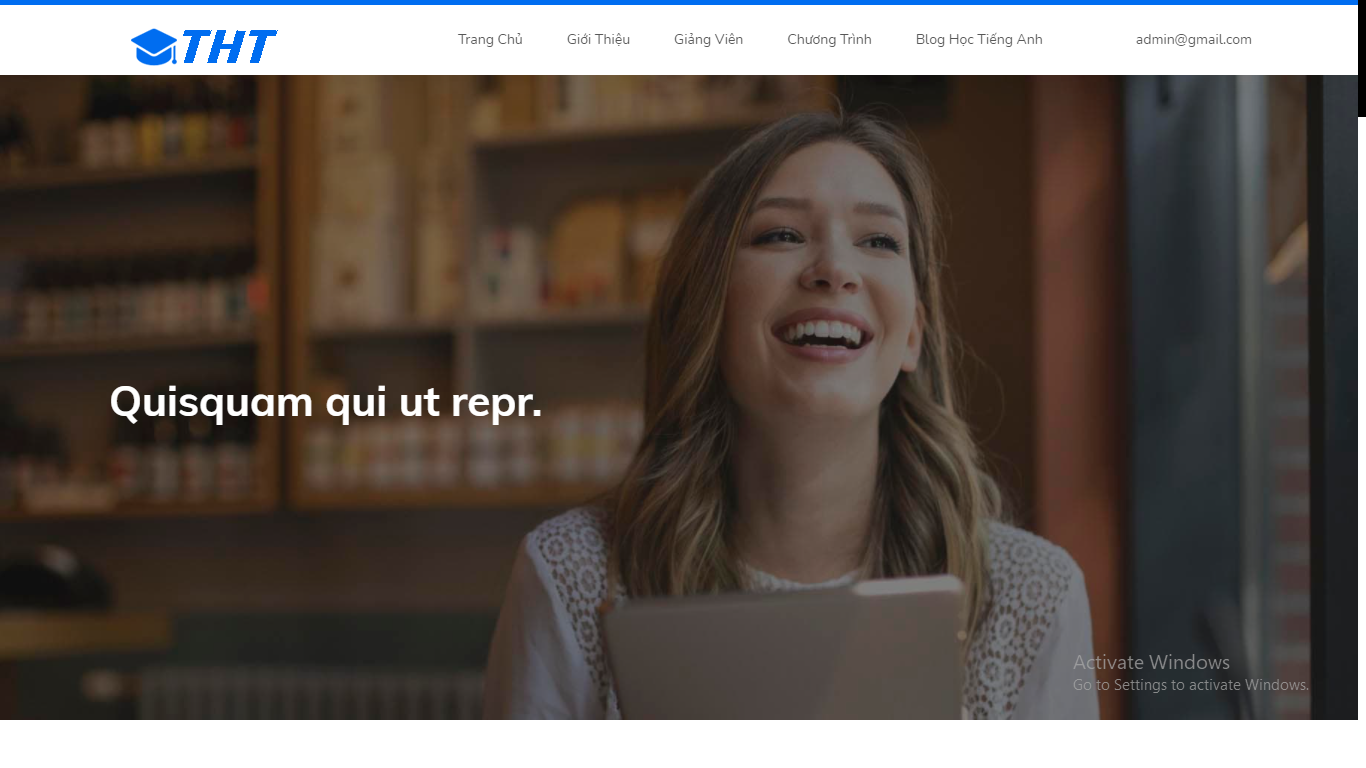 THT
Trang Chủ
Giới Thiệu
Giảng Viên
Chương Trình
Blog Học Tiếng Anh
admin@gmail.com
Quisquam qui ut repr.
Activate Windows
Go to Settings to activate Windows.